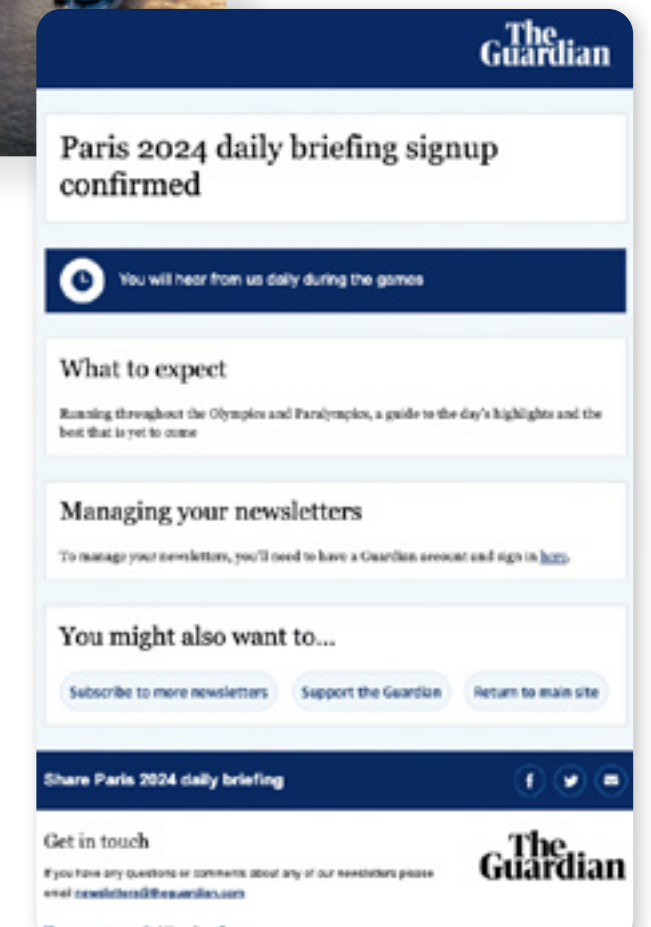 The
Guardian
Paris 2024 daily briefing signup
confirmed
You will hear from us daily during the games
What to expect
Running throughout the Olympics and Paralympics, a guide to the day's highlights and the
best that is yet to come
Managing your newsletters
To manage your newsletters, you'll need to have a Guardian account and sign in here.
You might also want to...
Subscribe to more newsletters
Support the Guardian
Return to main site
Share Paris 2024 daily briefing
Get in touch
The
Guardian
If you have any questions or comments about any of our newsletters please
email newsletters@theguardian.com